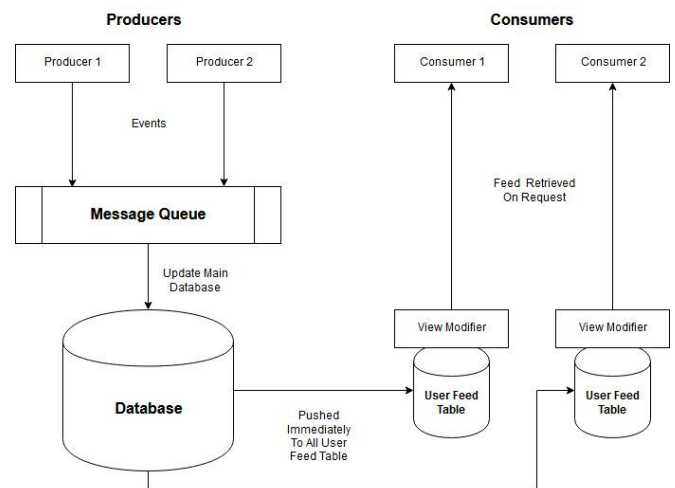 Producers
Consumers
Producer 1
Producer 2
Consumer 1
Consumer 2
Events
Feed Retrieved
On Request
Message Queue
Update Main
Database
View Modifier
View Modifier
Database
User Feed
Table
User Feed
Table
Pushed
Immediately
To All User
Feed Table